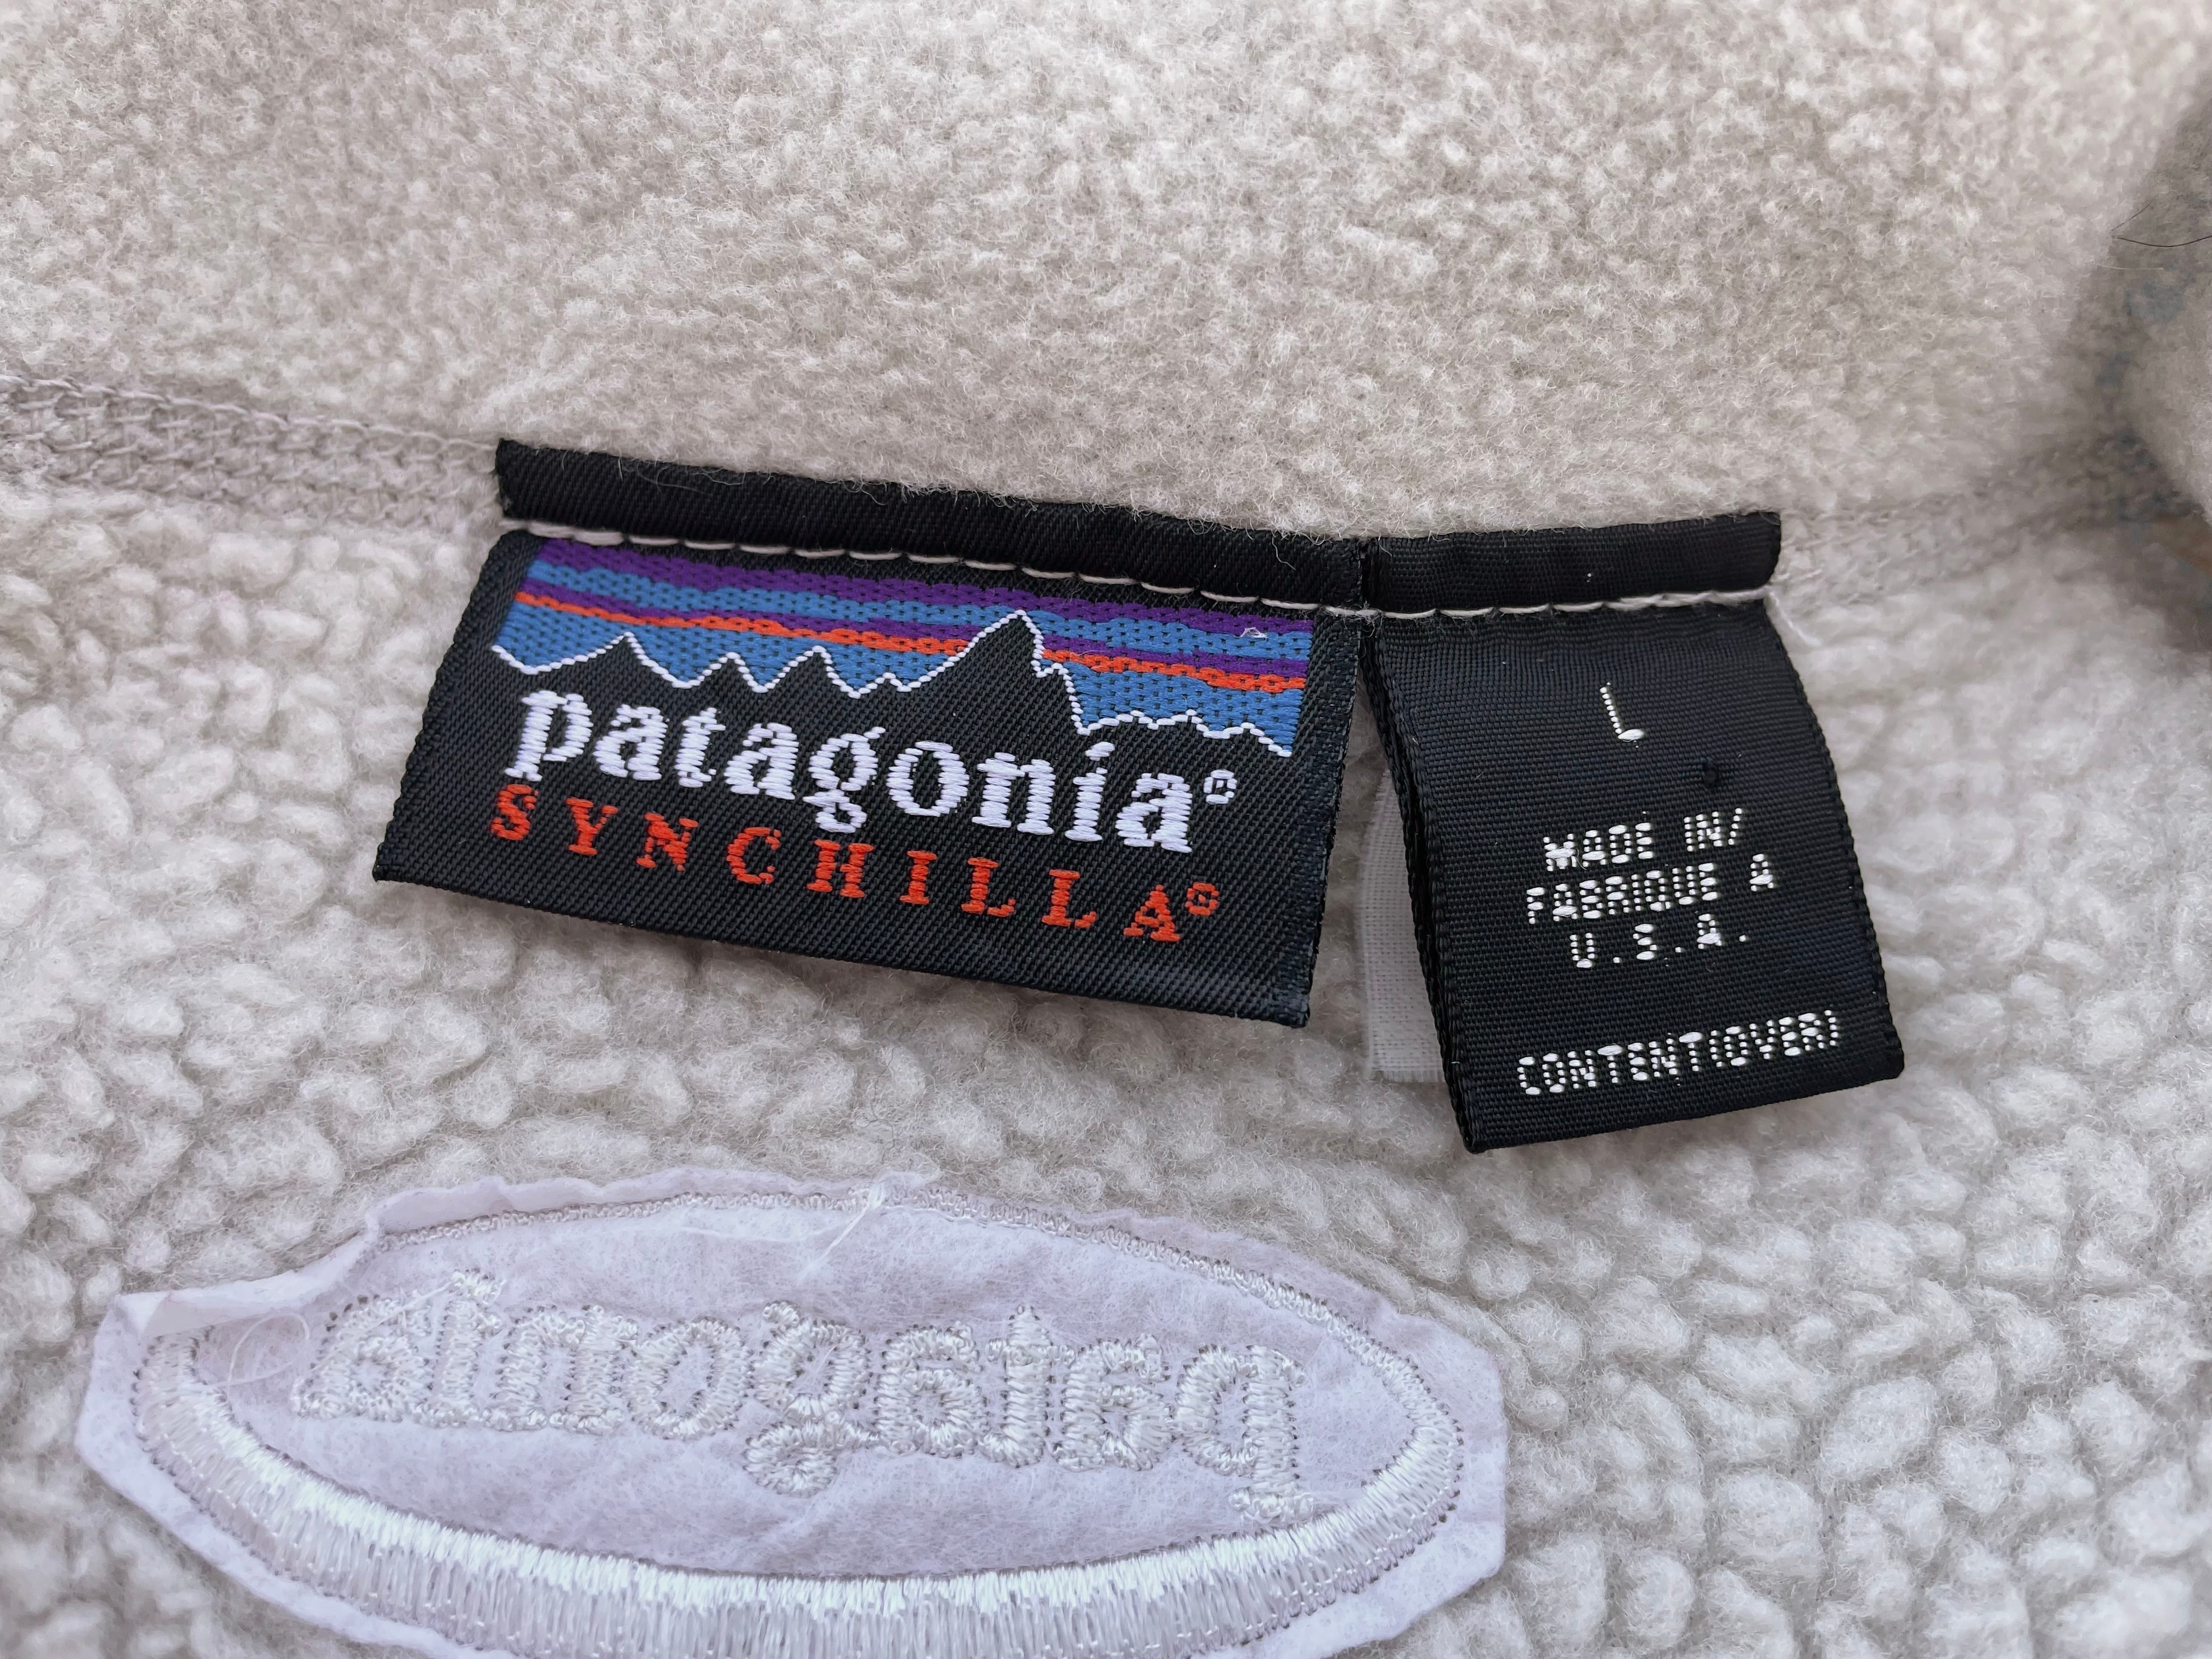 patagonia®
SYNCHILLA®
L
MADE IN/
FABRIQUE A
U.S.A.
CONTENT(OVER)
patagonia